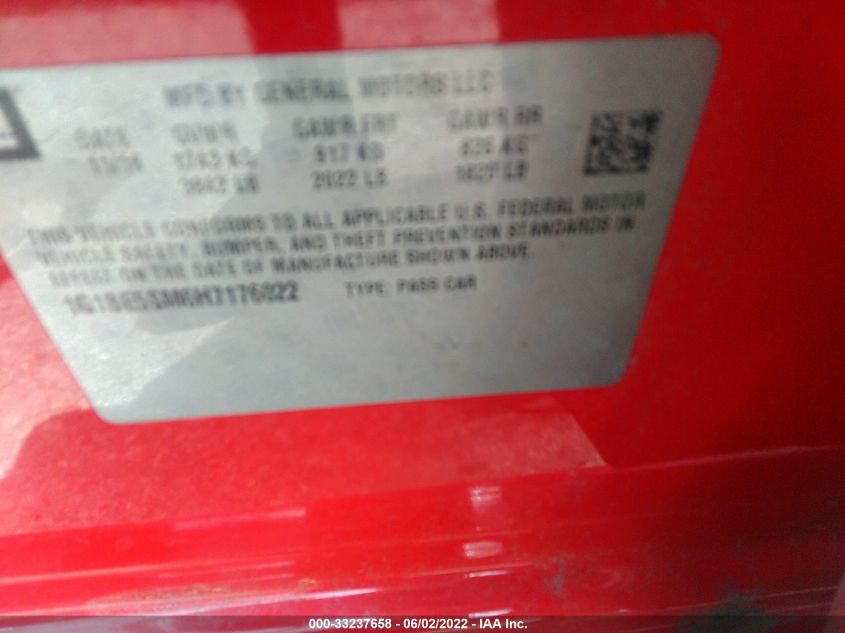 MFD BY GENERAL MOTORS LLC
DATE GVWR GAWR FRT GAWR RR
11/16 1743 KG 917 KG 826 KG
3842 LB 2022 LB 1821 LB
THIS VEHICLE CONFORMS TO ALL APPLICABLE U.S. FEDERAL MOTOR
VEHICLE SAFETY, BUMPER, AND THEFT PREVENTION STANDARDS IN
EFFECT ON THE DATE OF MANUFACTURE SHOWN ABOVE.
1G1BE5SM6H7176022 TYPE: PASS CAR
000-33237658 - 06/02/2022 - IAA Inc.